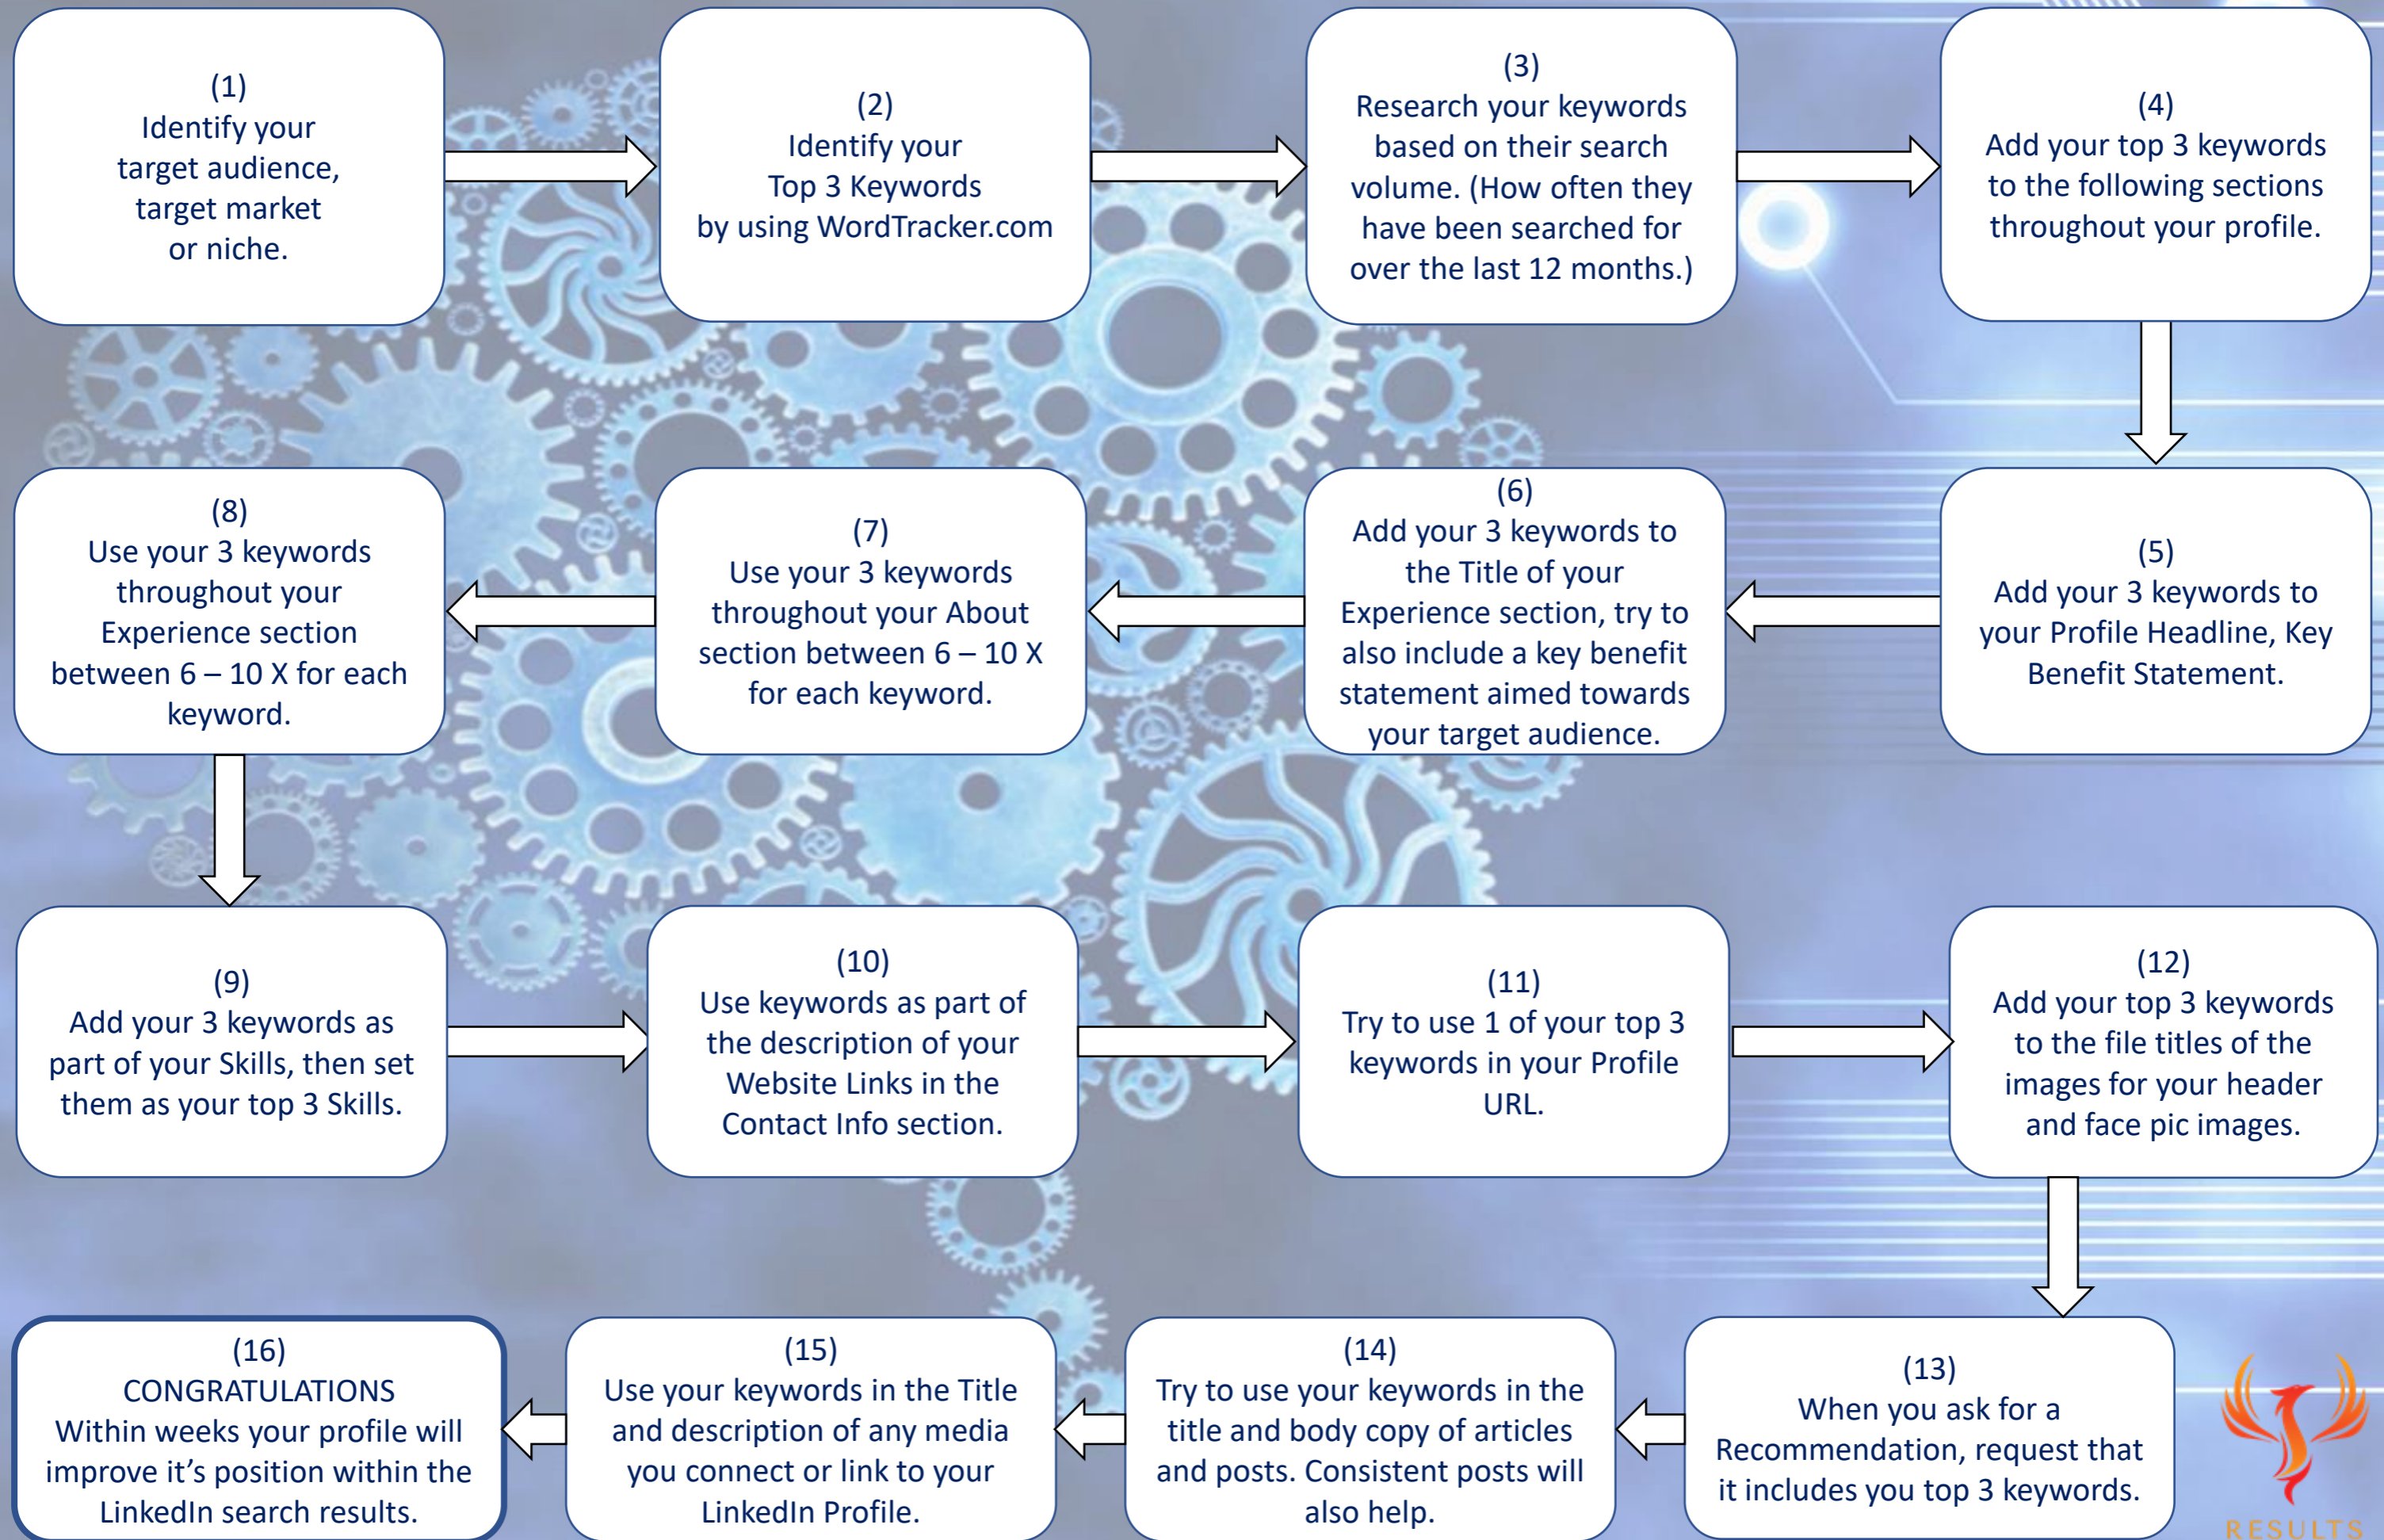 (1)
Identify your
target audience,
target market
or niche.
(2)
Identify your
Top 3 Keywords
by using WordTracker.com
(3)
Research your keywords
based on their search
volume. (How often they
have been searched for
over the last 12 months.)
(4)
Add your top 3 keywords
to the following sections
throughout your profile.
(5)
Add your 3 keywords to
your Profile Headline, Key
Benefit Statement.
(6)
Add your 3 keywords to
the Title of your
Experience section, try to
also include a key benefit
statement aimed towards
your target audience.
(7)
Use your 3 keywords
throughout your About
section between 6 – 10 X
for each keyword.
(8)
Use your 3 keywords
throughout your
Experience section
between 6 – 10 X for each
keyword.
(9)
Add your 3 keywords as
part of your Skills, then set
them as your top 3 Skills.
(10)
Use keywords as part of
the description of your
Website Links in the
Contact Info section.
(11)
Try to use 1 of your top 3
keywords in your Profile
URL.
(12)
Add your top 3 keywords
to the file titles of the
images for your header
and face pic images.
(13)
When you ask for a
Recommendation, request that
it includes you top 3 keywords.
(14)
Try to use your keywords in the
title and body copy of articles
and posts. Consistent posts will
also help.
(15)
Use your keywords in the Title
and description of any media
you connect or link to your
LinkedIn Profile.
(16)
CONGRATULATIONS
Within weeks your profile will
improve it's position within the
LinkedIn search results.
RESULTS